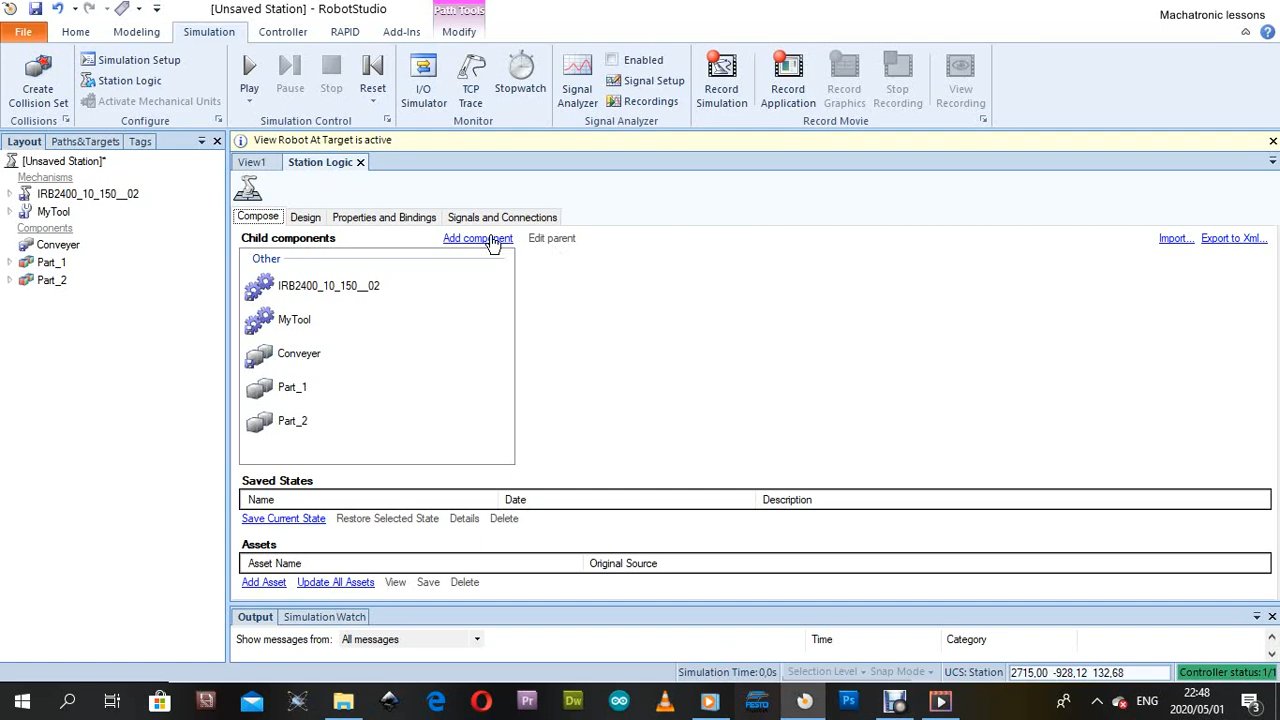 [Unsaved Station] - RobotStudio
Path Tools
Machatronic lessons
File Home Modeling Simulation Controller RAPID Add-Ins Modify
Create Collision Set
Collisions
Simulation Setup
Station Logic
Activate Mechanical Units
Configure
Play Pause Stop Reset
Simulation Control
I/O Simulator
TCP Trace
Stopwatch
Monitor
Signal Analyzer
Enabled
Signal Setup
Recordings
Signal Analyzer
Record Simulation
Record Application
Record Graphics
Stop Recording
View Recording
Record Movie
Layout Paths&Targets Tags
[Unsaved Station]*
Mechanisms
IRB2400_10_150__02
MyTool
Components
Conveyer
Part_1
Part_2
View Robot At Target is active
View1 Station Logic
Compose Design Properties and Bindings Signals and Connections
Child components Add component Edit parent Import... Export to Xml...
Other
IRB2400_10_150__02
MyTool
Conveyer
Part_1
Part_2
Saved States
Name Date Description
Save Current State Restore Selected State Details Delete
Assets
Asset Name Original Source
Add Asset Update All Assets View Save Delete
Output Simulation Watch
Show messages from: All messages Time Category
Simulation Time:0,0s Selection Level Snap Mode UCS: Station 2715,00 -928,12 132,68 Controller status:1/1
Pr Dw FESTO Ps ENG 22:48
2020/05/01 3